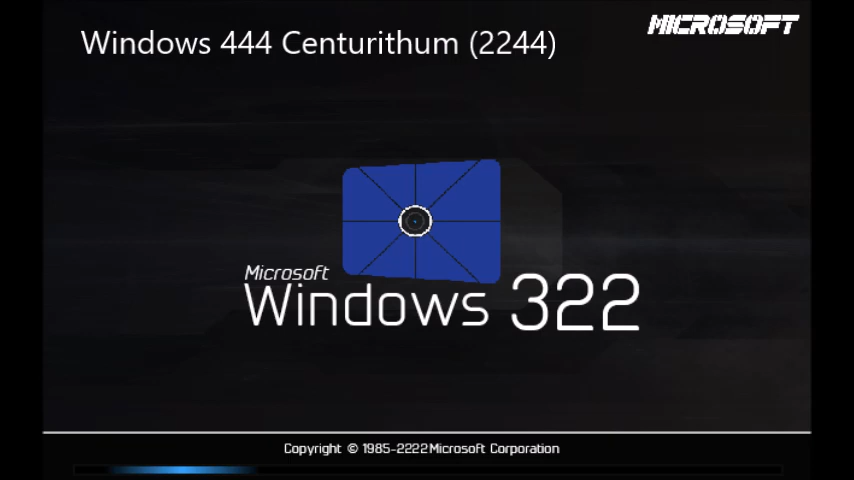 Windows 444 Centurithum (2244)
MICROSOFT
Microsoft
Windows 322
Copyright © 1985-2222Microsoft Corporation